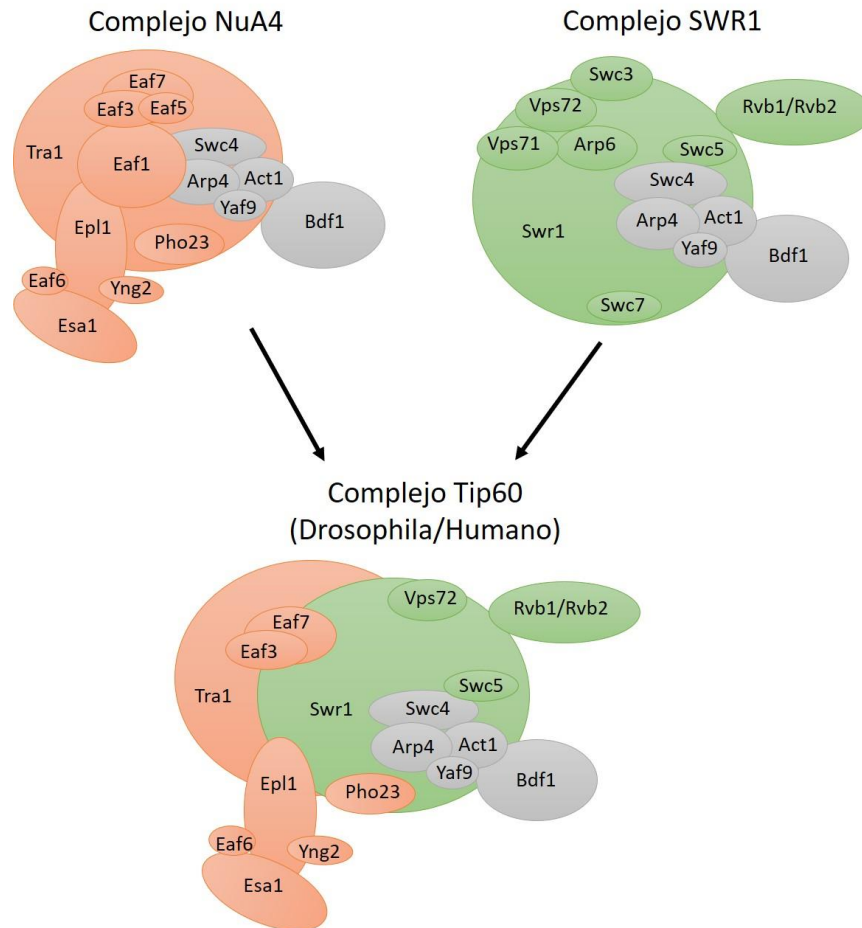 Complejo NuA4
Eaf7
Eaf3
Eaf5
Tra1
Eaf1
Swc4
Arp4
Act1
Yaf9
Bdf1
Epl1
Pho23
Eaf6
Yng2
Esa1
Complejo SWR1
Swc3
Vps72
Rvb1/Rvb2
Vps71
Arp6
Swc5
Swc4
Swr1
Arp4
Act1
Yaf9
Bdf1
Swc7
Complejo Tip60
(Drosophila/Humano)
Vps72
Rvb1/Rvb2
Eaf7
Eaf3
Tra1
Swr1
Swc5
Swc4
Arp4
Act1
Yaf9
Bdf1
Epl1
Pho23
Eaf6
Yng2
Esa1